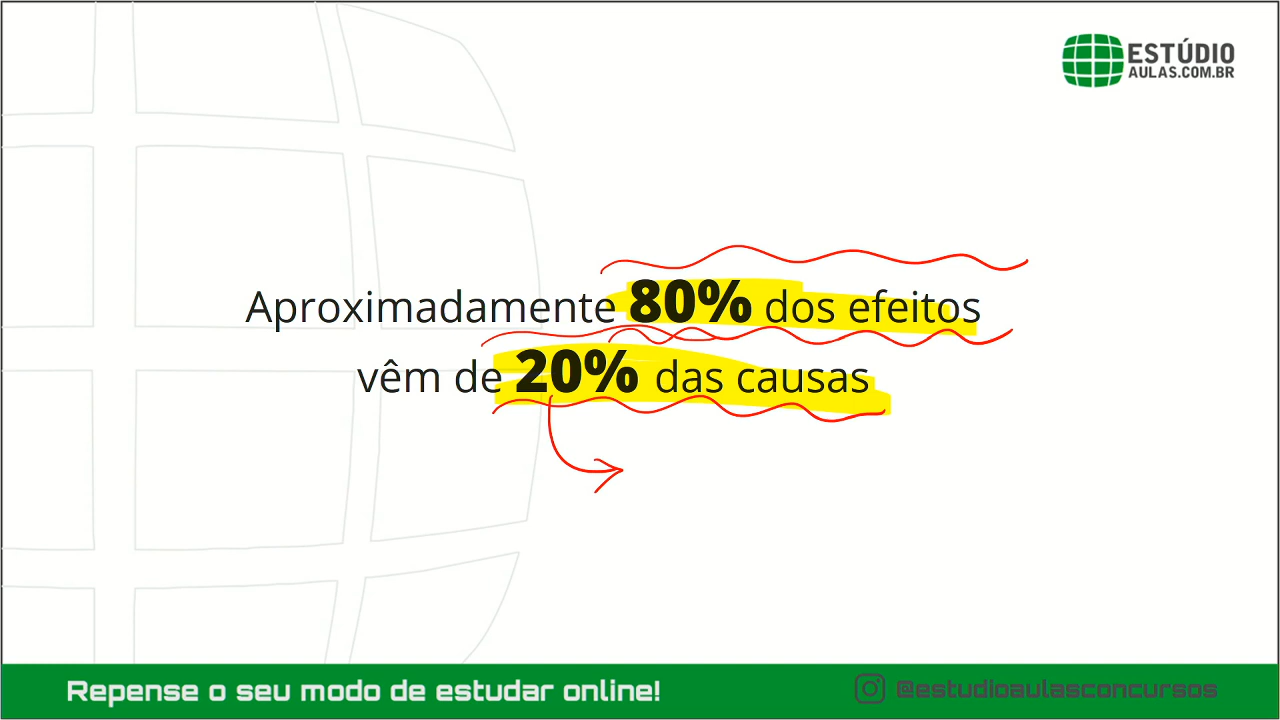 ESTÚDIO
AULAS.COM.BR
Aproximadamente 80% dos efeitos
vêm de 20% das causas
Repense o seu modo de estudar online!
@estudioaulasconcursos